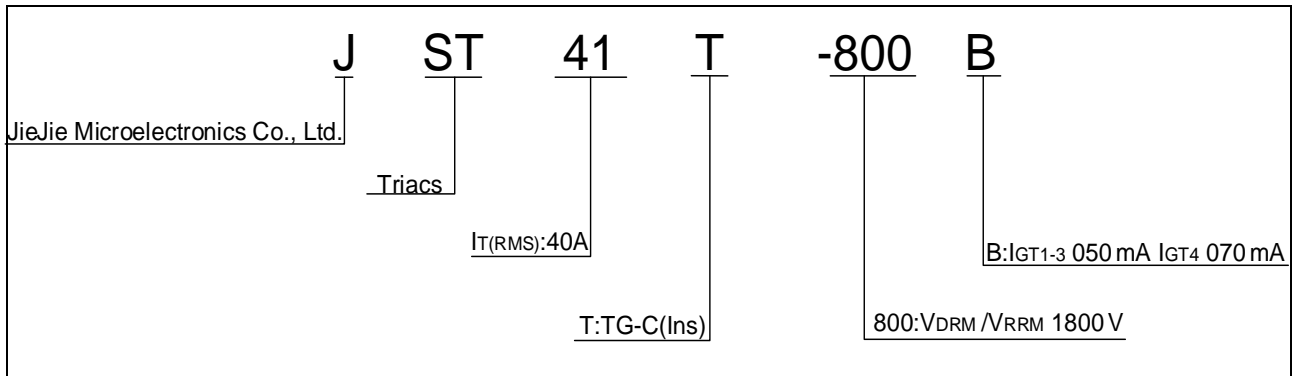 J ST 41 T -800 B
JieJie Microelectronics Co., Ltd.
Triacs
IT(RMS):40A
B:IGT1-3 050 mA IGT4 070 mA
T:TG-C(Ins)
800:VDRM /VRRM 1800 V